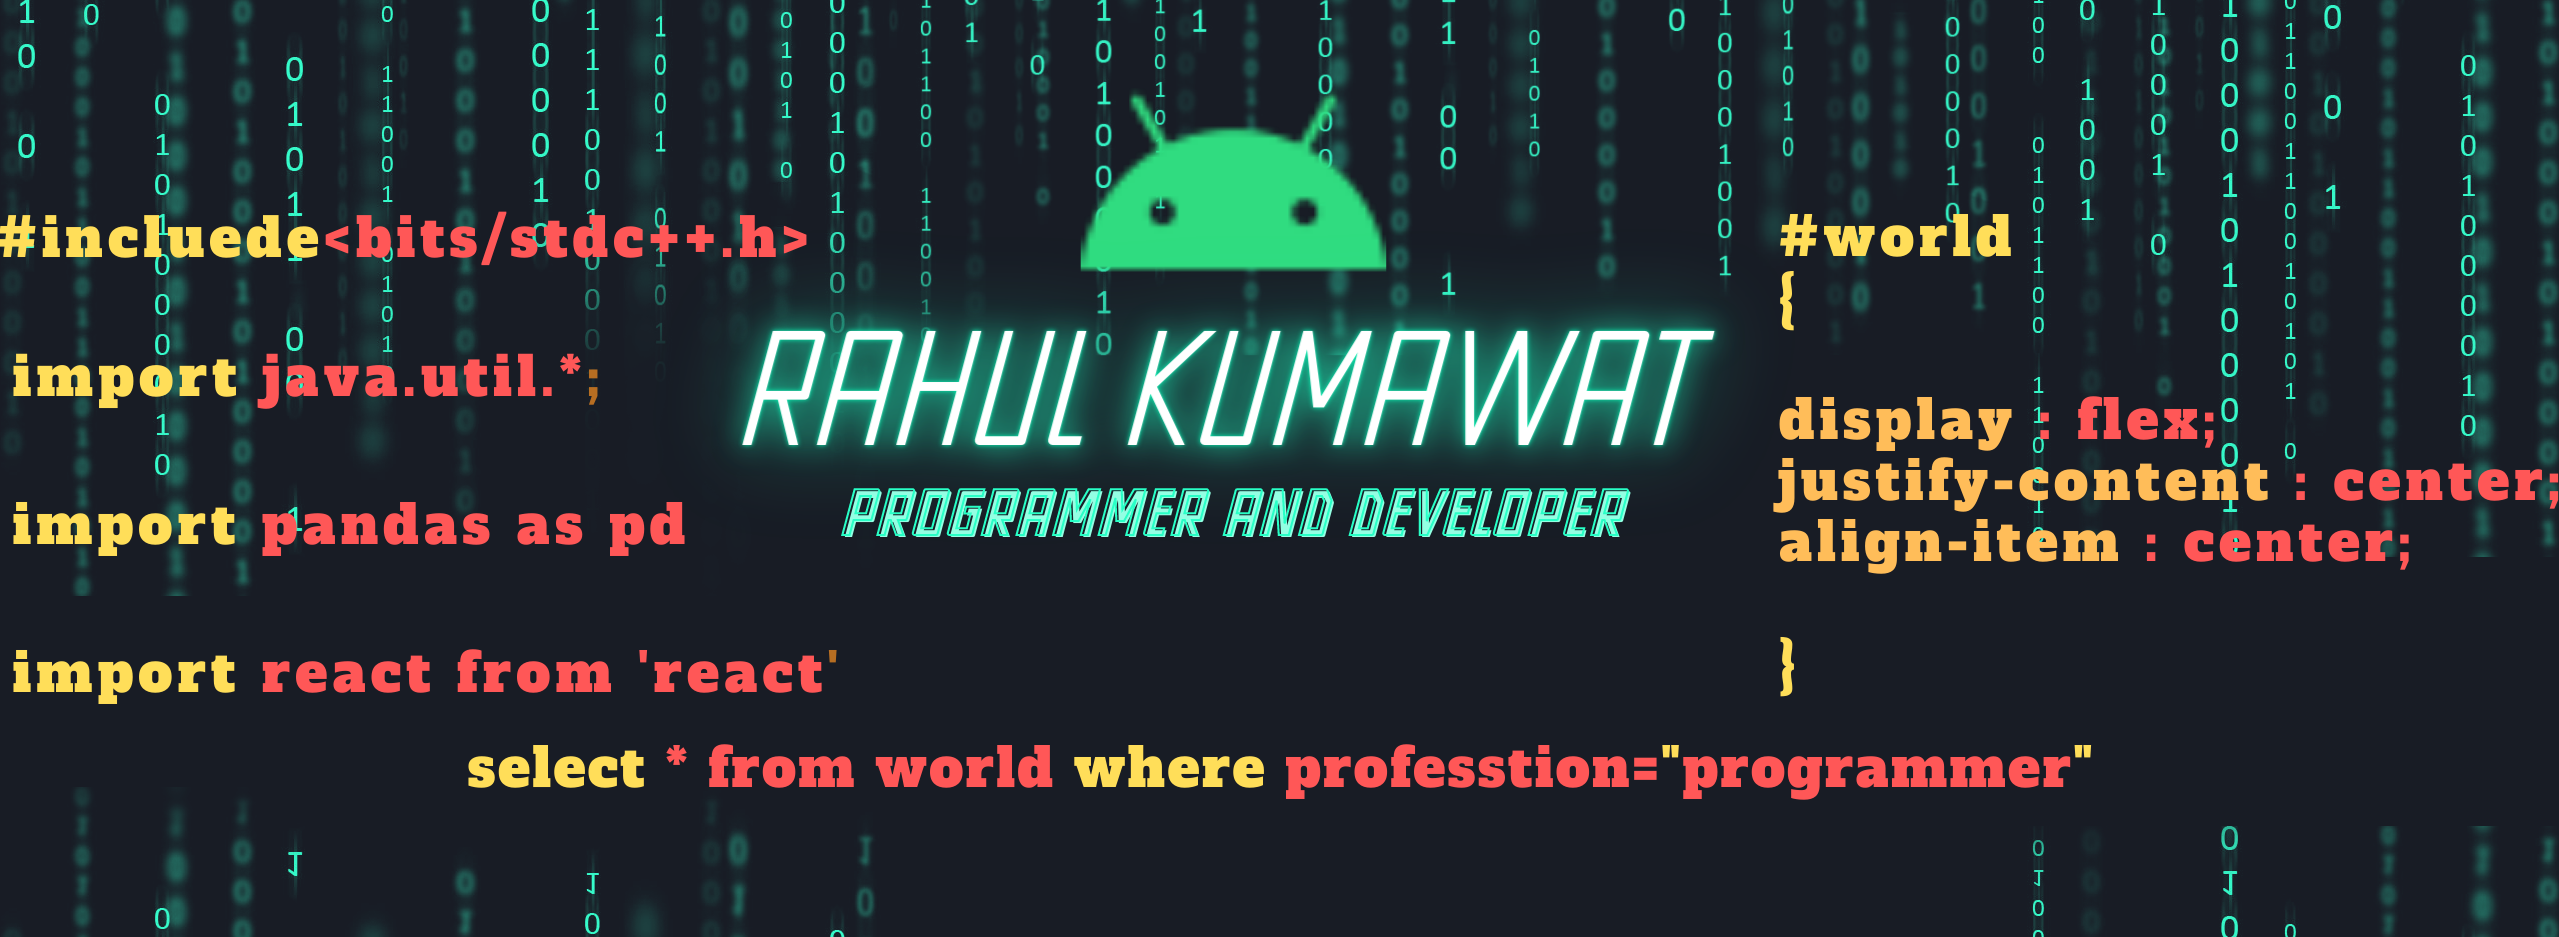 #incluede<bits/stdc++.h>
import java.util.*;
import pandas as pd
import react from 'react'
RAHUL KUMAWAT
PROGRAMMER AND DEVELOPER
#world
{
display : flex;
justify-content : center;
align-item : center;
}
select * from world where professtion="programmer"